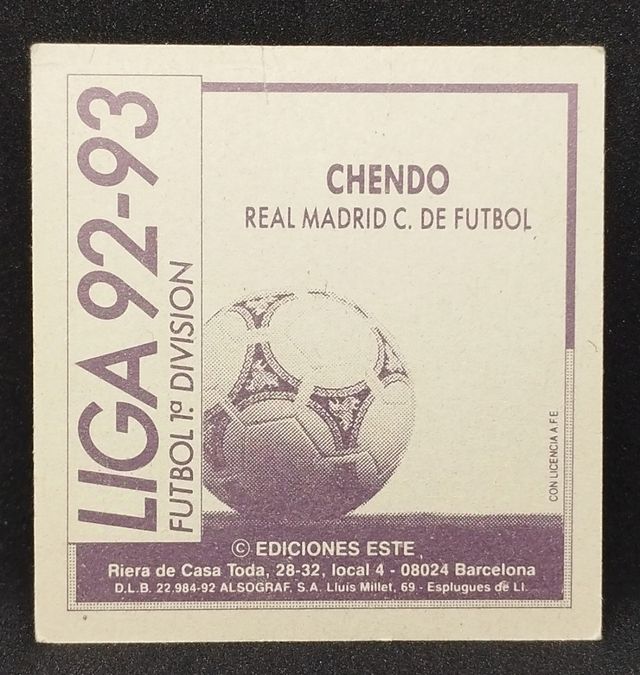 LIGA 92-93
FUTBOL 1ª DIVISION
CHENDO
REAL MADRID C. DE FUTBOL
CON LICENCIA A.F.E.
© EDICIONES ESTE
Riera de Casa Toda, 28-32, local 4 - 08024 Barcelona
D.L.B. 22.984-92 ALSOGRAF, S.A. Lluís Millet, 69 - Esplugues de Ll.